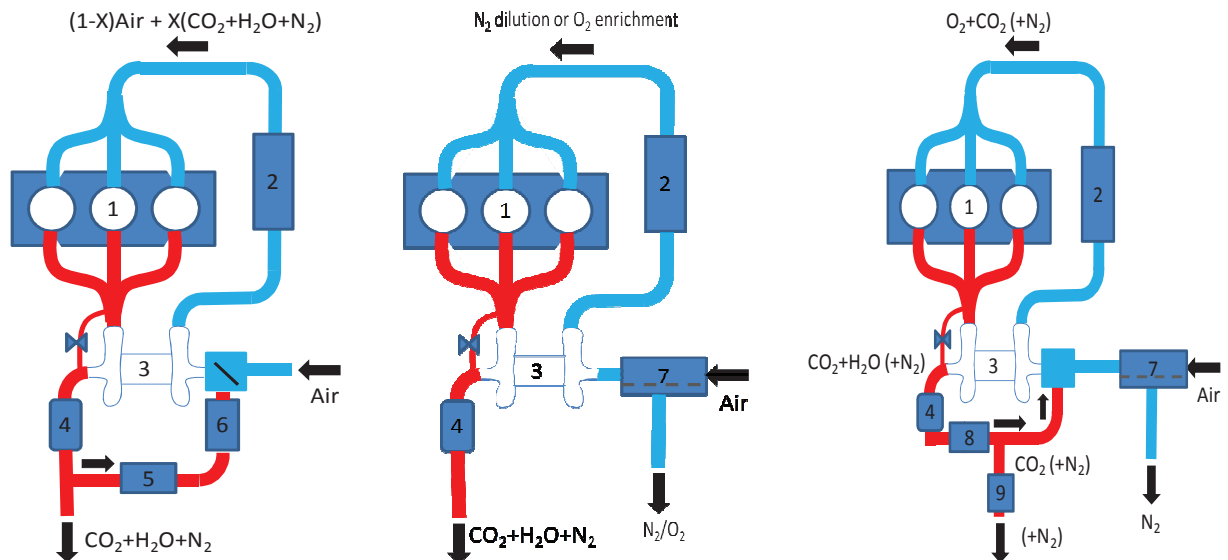 (1-X)Air + X(CO₂+H₂O+N₂)
1
2
3
Air
4
6
5
CO₂+H₂O+N₂
N₂ dilution or O₂ enrichment
1
2
3
7
Air
4
N₂/O₂
CO₂+H₂O+N₂
O₂+CO₂ (+N₂)
1
2
CO₂+H₂O (+N₂)
3
7
Air
4
8
CO₂ (+N₂)
9
N₂
(+N₂)